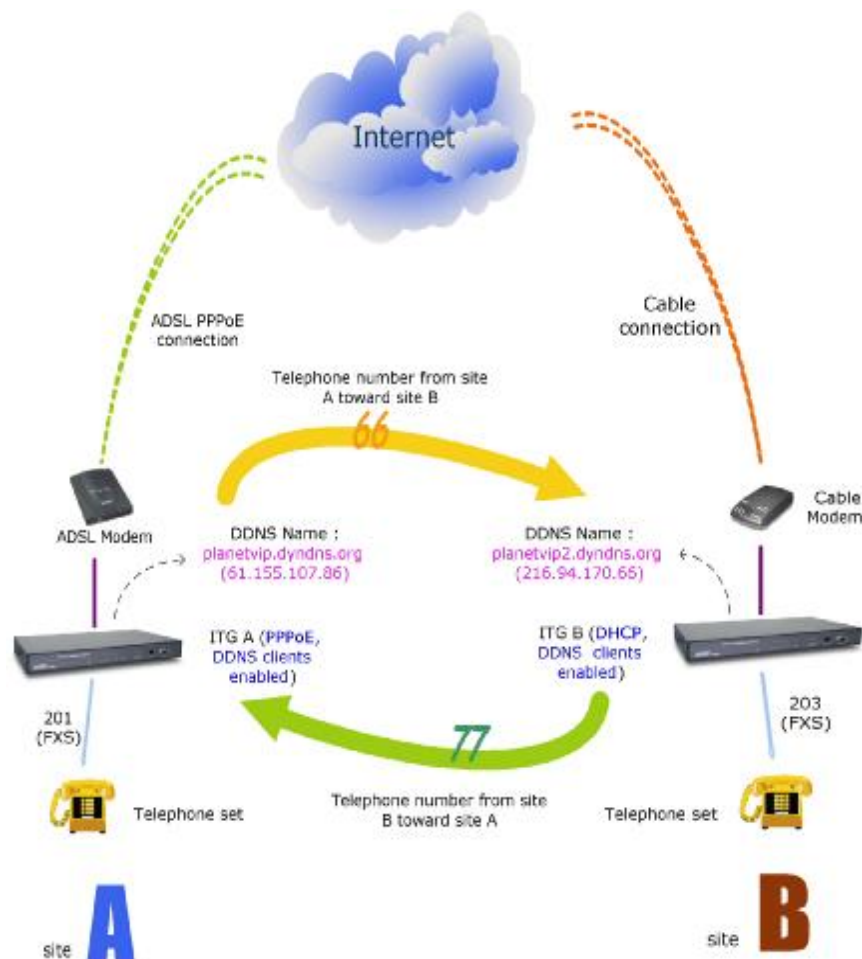 Internet
ADSL PPPoE
connection
Cable
connection
Telephone number from site
A toward site B
66
ADSL Modem
Cable
Modem
DDNS Name :
planetvip.dyndns.org
(61.155.107.86)
DDNS Name :
planetvip2.dyndns.org
(216.94.170.66)
ITG A (PPPoE,
DDNS clients
enabled)
ITG B (DHCP,
DDNS clients
enabled)
201
(FXS)
203
(FXS)
77
Telephone set
Telephone number from site
B toward site A
Telephone set
site A
site B